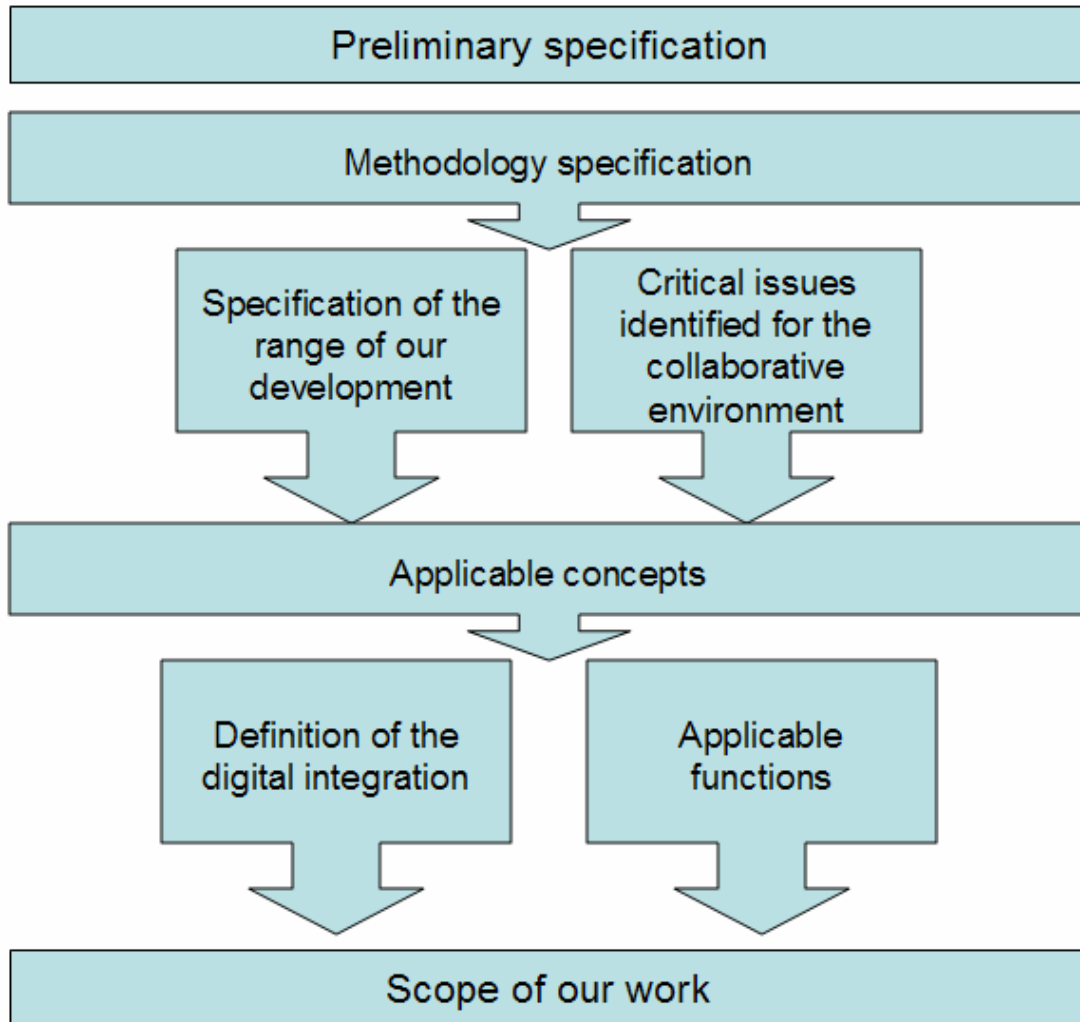 Preliminary specification
Methodology specification
Specification of the
range of our
development
Critical issues
identified for the
collaborative
environment
Applicable concepts
Definition of the
digital integration
Applicable
functions
Scope of our work